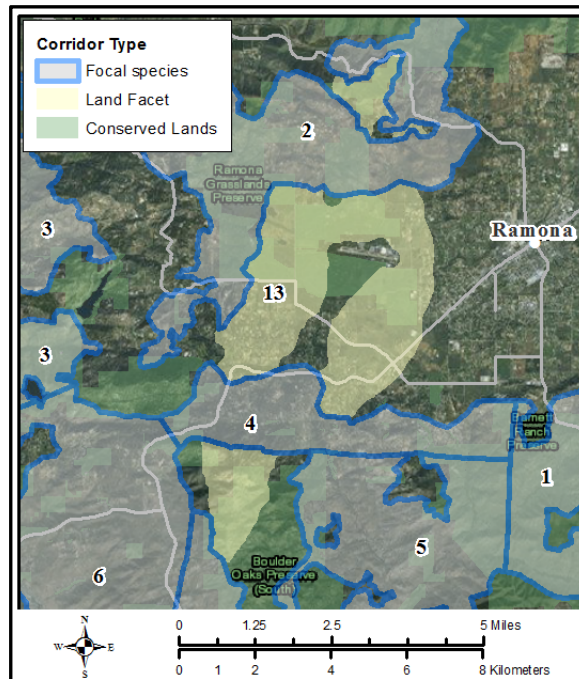 Corridor Type
Focal species
Land Facet
Conserved Lands
2
Ramona
Grasslands
Preserve
3
Ramona
13
3
4
Barnett
Ranch
Preserve
1
5
Boulder
Oaks Preserve
(South)
6
N
W E
S
0 1.25 2.5 5 Miles
0 1 2 4 6 8 Kilometers